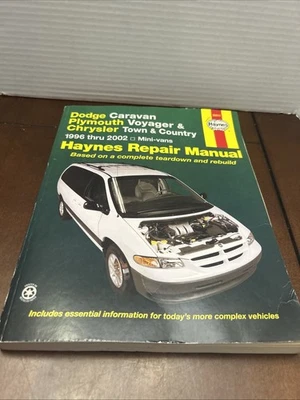 Dodge Caravan
Plymouth Voyager &
Chrysler Town & Country
1996 thru 2002 □ Mini-vans
Haynes Repair Manual
Based on a complete teardown and rebuild
Haynes
Includes essential information for today's more complex vehicles